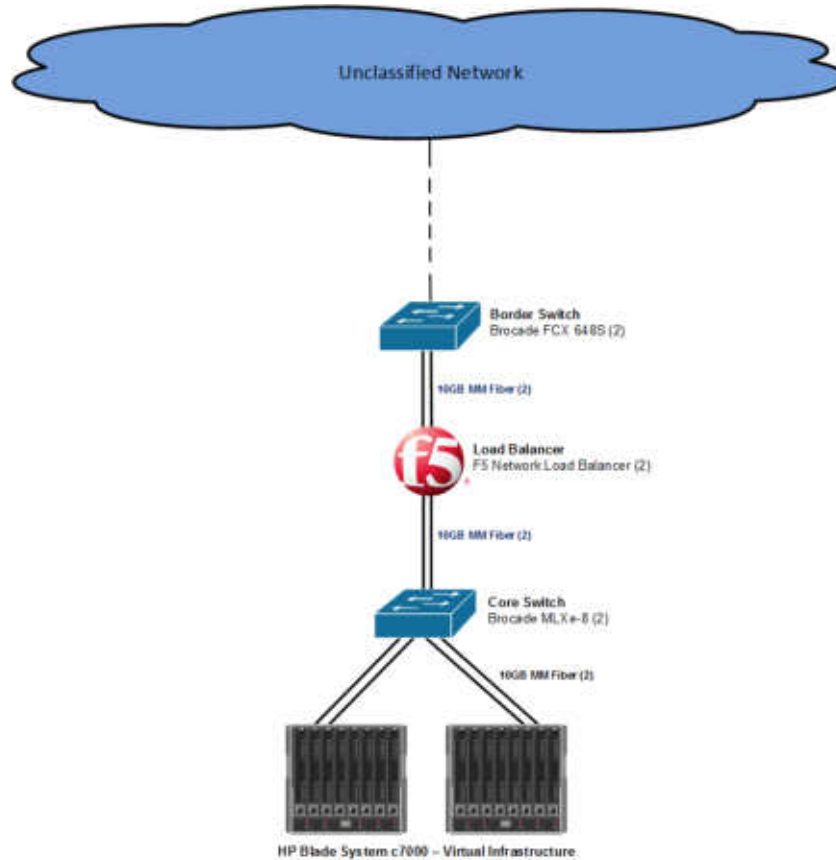 Unclassified Network
Border Switch
Brocade FCX 648S (2)
10GB MM Fiber (2)
f5
Load Balancer
F5 Network Load Balancer (2)
10GB MM Fiber (2)
Core Switch
Brocade MLXe-8 (2)
10GB MM Fiber (2)
HP Blade System c7000 – Virtual Infrastructure